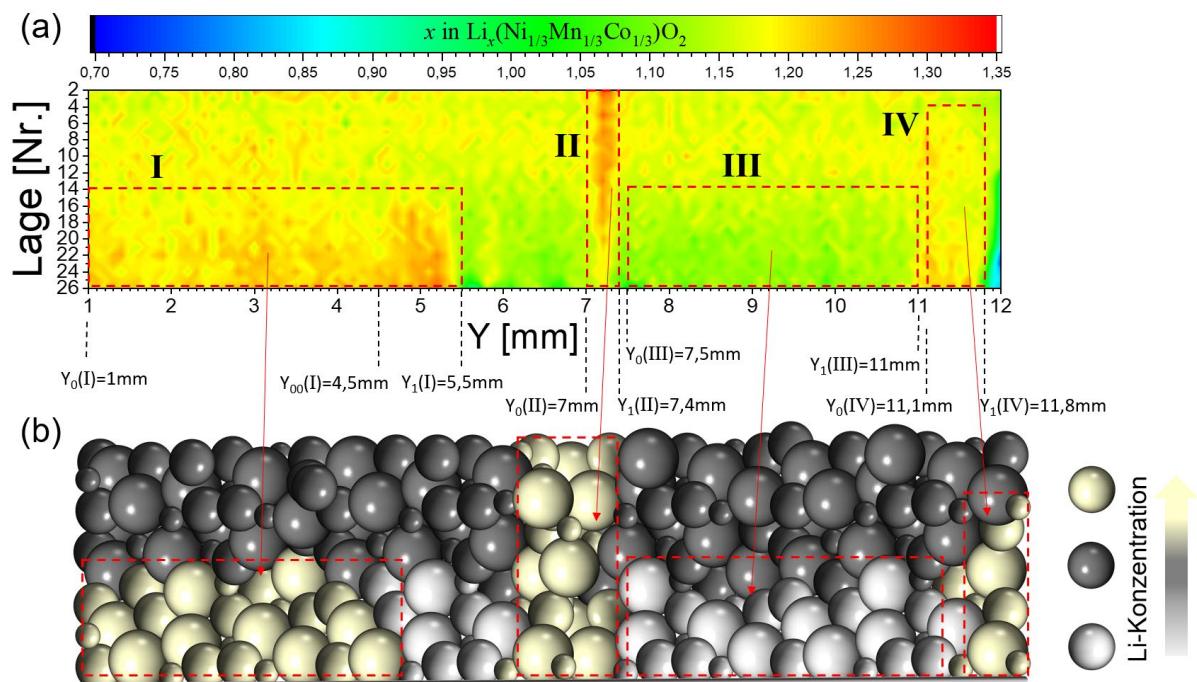 (a)
x in Liₓ(Ni₁/₃Mn₁/₃Co₁/₃)O₂
0,70 0,75 0,80 0,85 0,90 0,95 1,00 1,05 1,10 1,15 1,20 1,25 1,30 1,35
Lage [Nr.]
2
4
6
8
10
12
14
16
18
20
22
24
26
I
II
III
IV
1 2 3 4 5 6 7 8 9 10 11 12
Y [mm]
Y₀(I)=1mm
Y₀₀(I)=4,5mm
Y₁(I)=5,5mm
Y₀(II)=7mm
Y₁(II)=7,4mm
Y₀(III)=7,5mm
Y₁(III)=11mm
Y₀(IV)=11,1mm
Y₁(IV)=11,8mm
(b)
Li-Konzentration